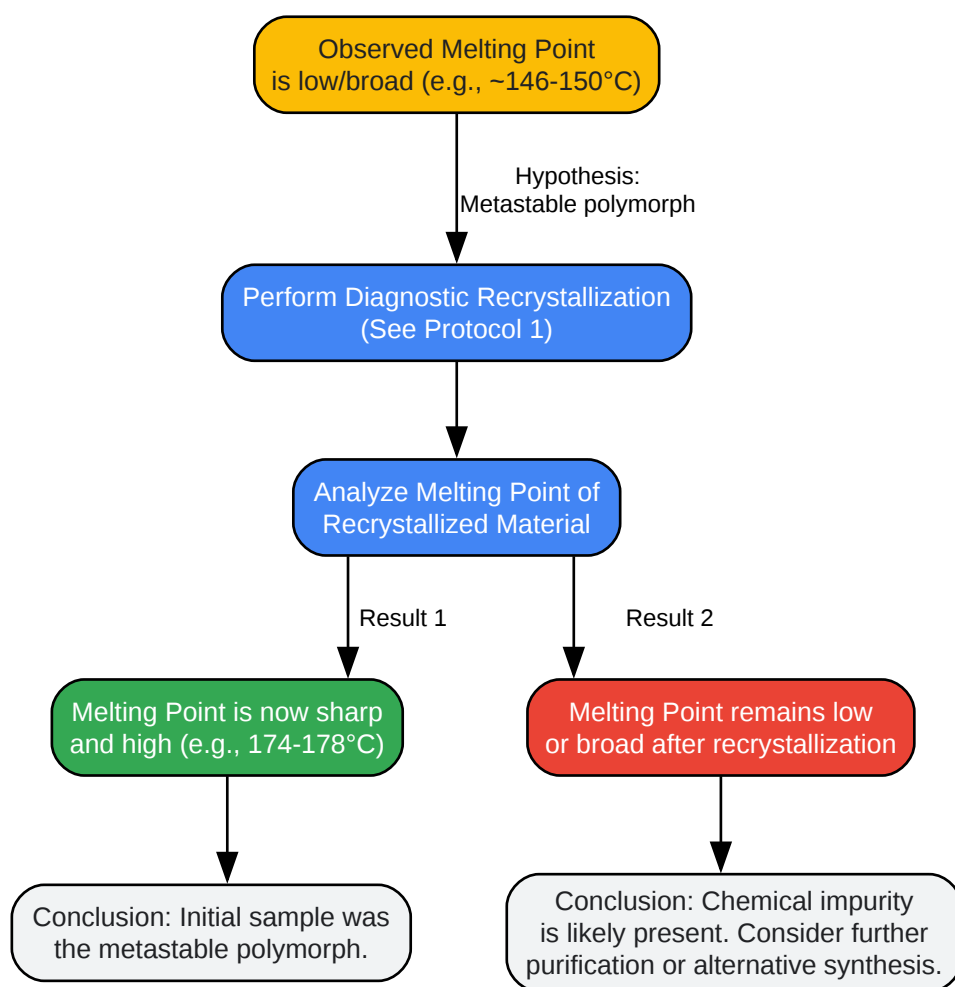 Observed Melting Point
is low/broad (e.g., ~146-150°C)
Hypothesis:
Metastable polymorph
Perform Diagnostic Recrystallization
(See Protocol 1)
Analyze Melting Point of
Recrystallized Material
Result 1
Result 2
Melting Point is now sharp
and high (e.g., 174-178°C)
Melting Point remains low
or broad after recrystallization
Conclusion: Initial sample was
the metastable polymorph.
Conclusion: Chemical impurity
is likely present. Consider further
purification or alternative synthesis.